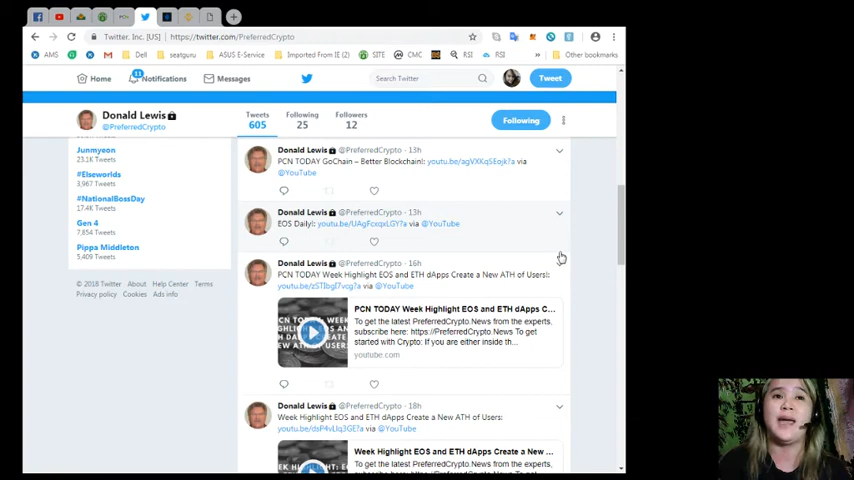 PCN
Twitter. Inc. [US] https://twitter.com/PreferredCrypto
AMS
Dell
seatguru
ASUS E-Service
Imported From IE (2)
SITE
CMC
RSI
RSI
»
Other bookmarks
Home
11
Notifications
Messages
Search Twitter
Tweet
Donald Lewis
@PreferredCrypto
Tweets
605
Following
25
Followers
12
Following
Junmyeon
23.1K Tweets
#Elseworlds
3,967 Tweets
#NationalBossDay
17.4K Tweets
Gen 4
7,854 Tweets
Pippa Middleton
5,409 Tweets
© 2018 Twitter About Help Center Terms
Privacy policy Cookies Ads info
Donald Lewis @PreferredCrypto · 13h
PCN TODAY GoChain – Better Blockchain!: youtu.be/agVXKqSEojk?a via
@YouTube
Donald Lewis @PreferredCrypto · 13h
EOS Daily!: youtu.be/UAgFcxqxLGY?a via @YouTube
Donald Lewis @PreferredCrypto · 16h
PCN TODAY Week Highlight EOS and ETH dApps Create a New ATH of Users!:
youtu.be/zSTIbgI7vcg?a via @YouTube
PCN TODAY Week Highlight EOS and ETH dApps C...
To get the latest PreferredCrypto.News from the experts,
subscribe here: https://PreferredCrypto.News To get
started with Crypto: If you are either inside th...
youtube.com
Donald Lewis @PreferredCrypto · 18h
Week Highlight EOS and ETH dApps Create a New ATH of Users:
youtu.be/dsP4vLlq3GE?a via @YouTube
Week Highlight EOS and ETH dApps Create a New ...
To get the latest PreferredCrypto.News from the experts,